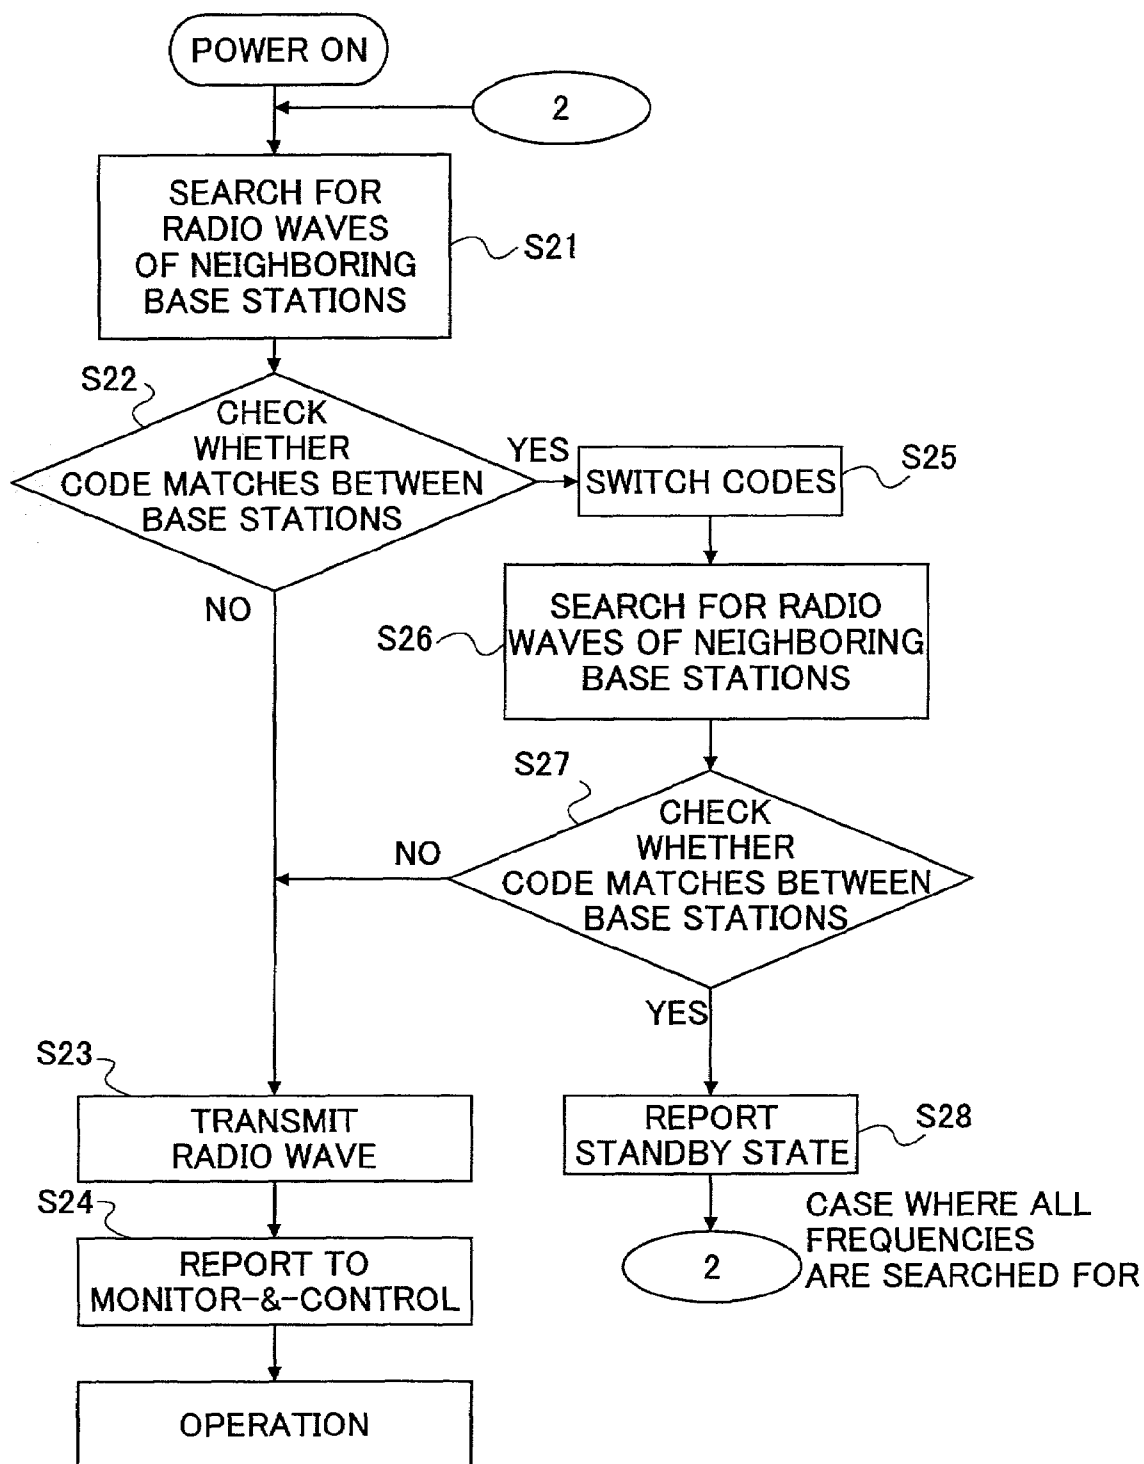 POWER ON
2
SEARCH FOR
RADIO WAVES
OF NEIGHBORING
BASE STATIONS
S21
S22
CHECK
WHETHER
CODE MATCHES BETWEEN
BASE STATIONS
YES
NO
SWITCH CODES
S25
SEARCH FOR RADIO
WAVES OF NEIGHBORING
BASE STATIONS
S26
S27
CHECK
WHETHER
CODE MATCHES BETWEEN
BASE STATIONS
NO
YES
S23
TRANSMIT
RADIO WAVE
REPORT
STANDBY STATE
S28
S24
REPORT TO
MONITOR-&-CONTROL
2
CASE WHERE ALL
FREQUENCIES
ARE SEARCHED FOR
OPERATION